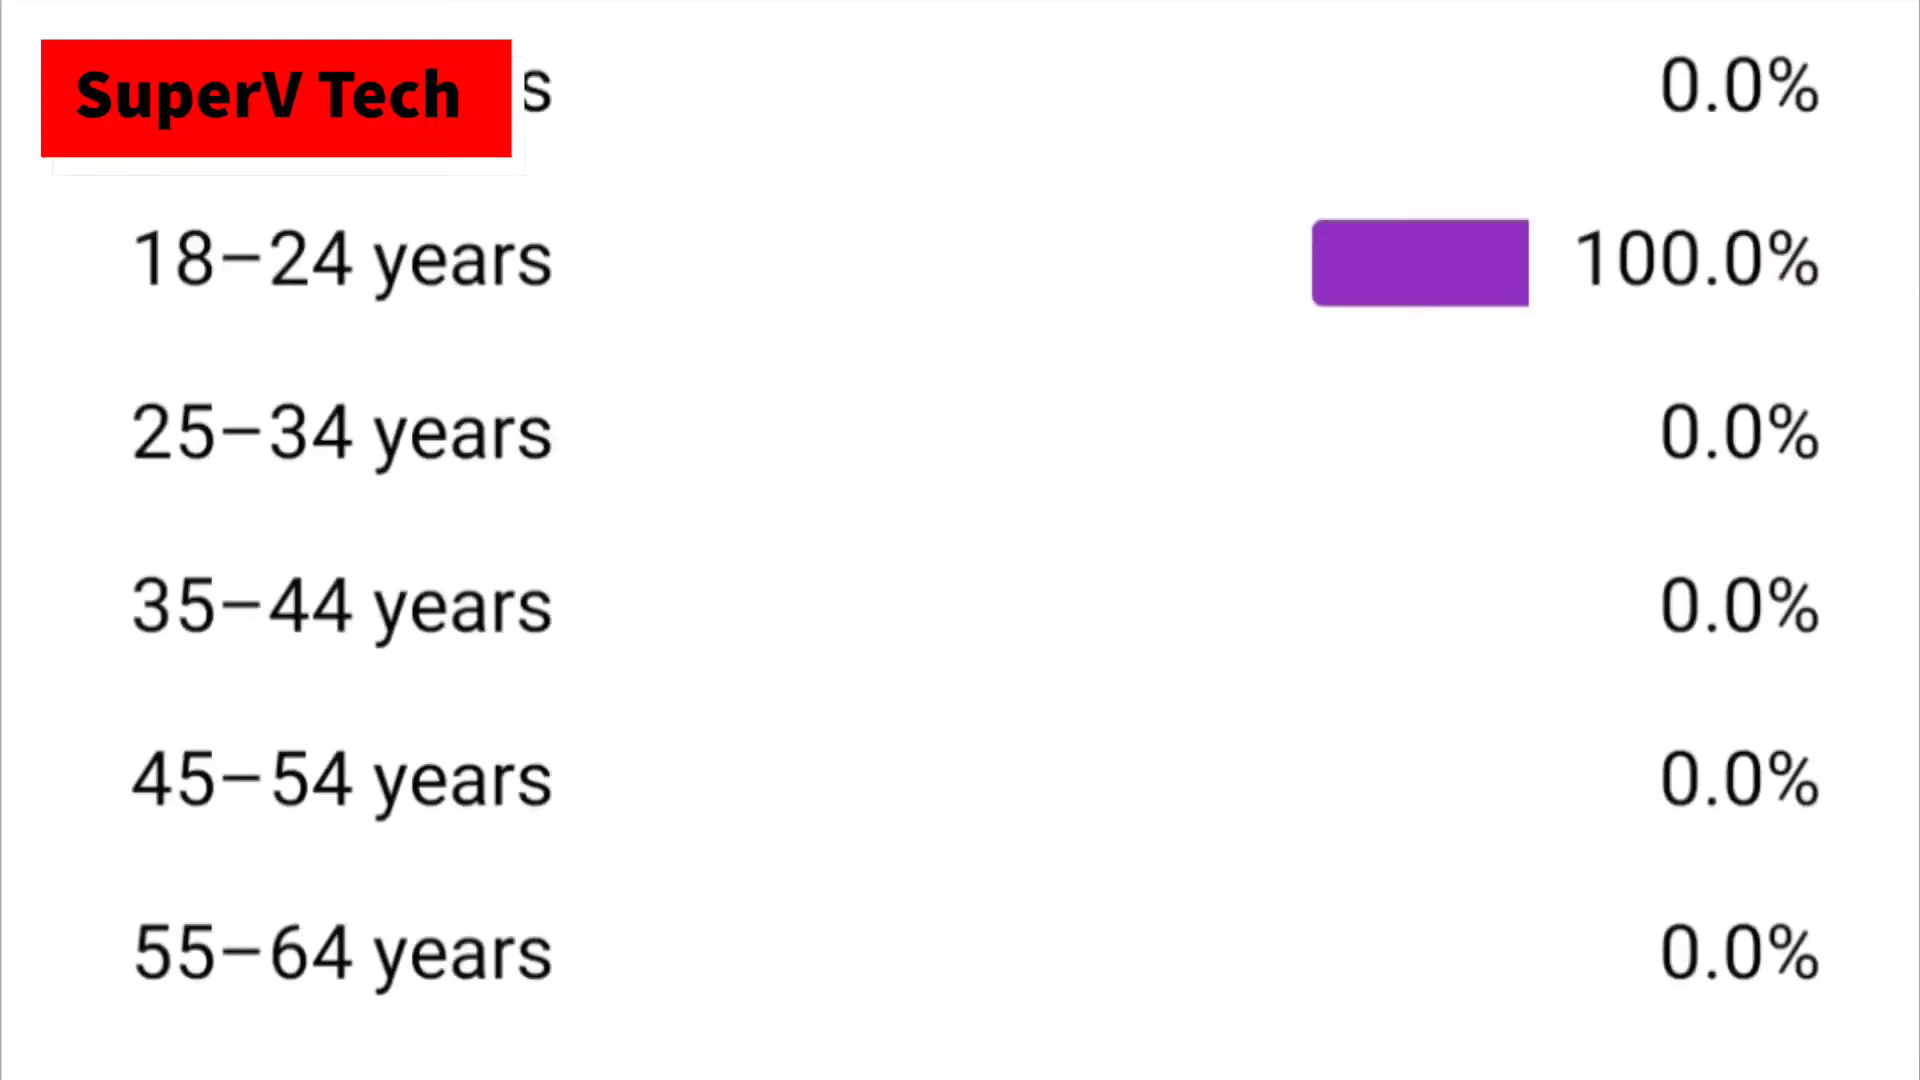 SuperV Tech
0.0%
18–24 years 100.0%
25–34 years 0.0%
35–44 years 0.0%
45–54 years 0.0%
55–64 years 0.0%